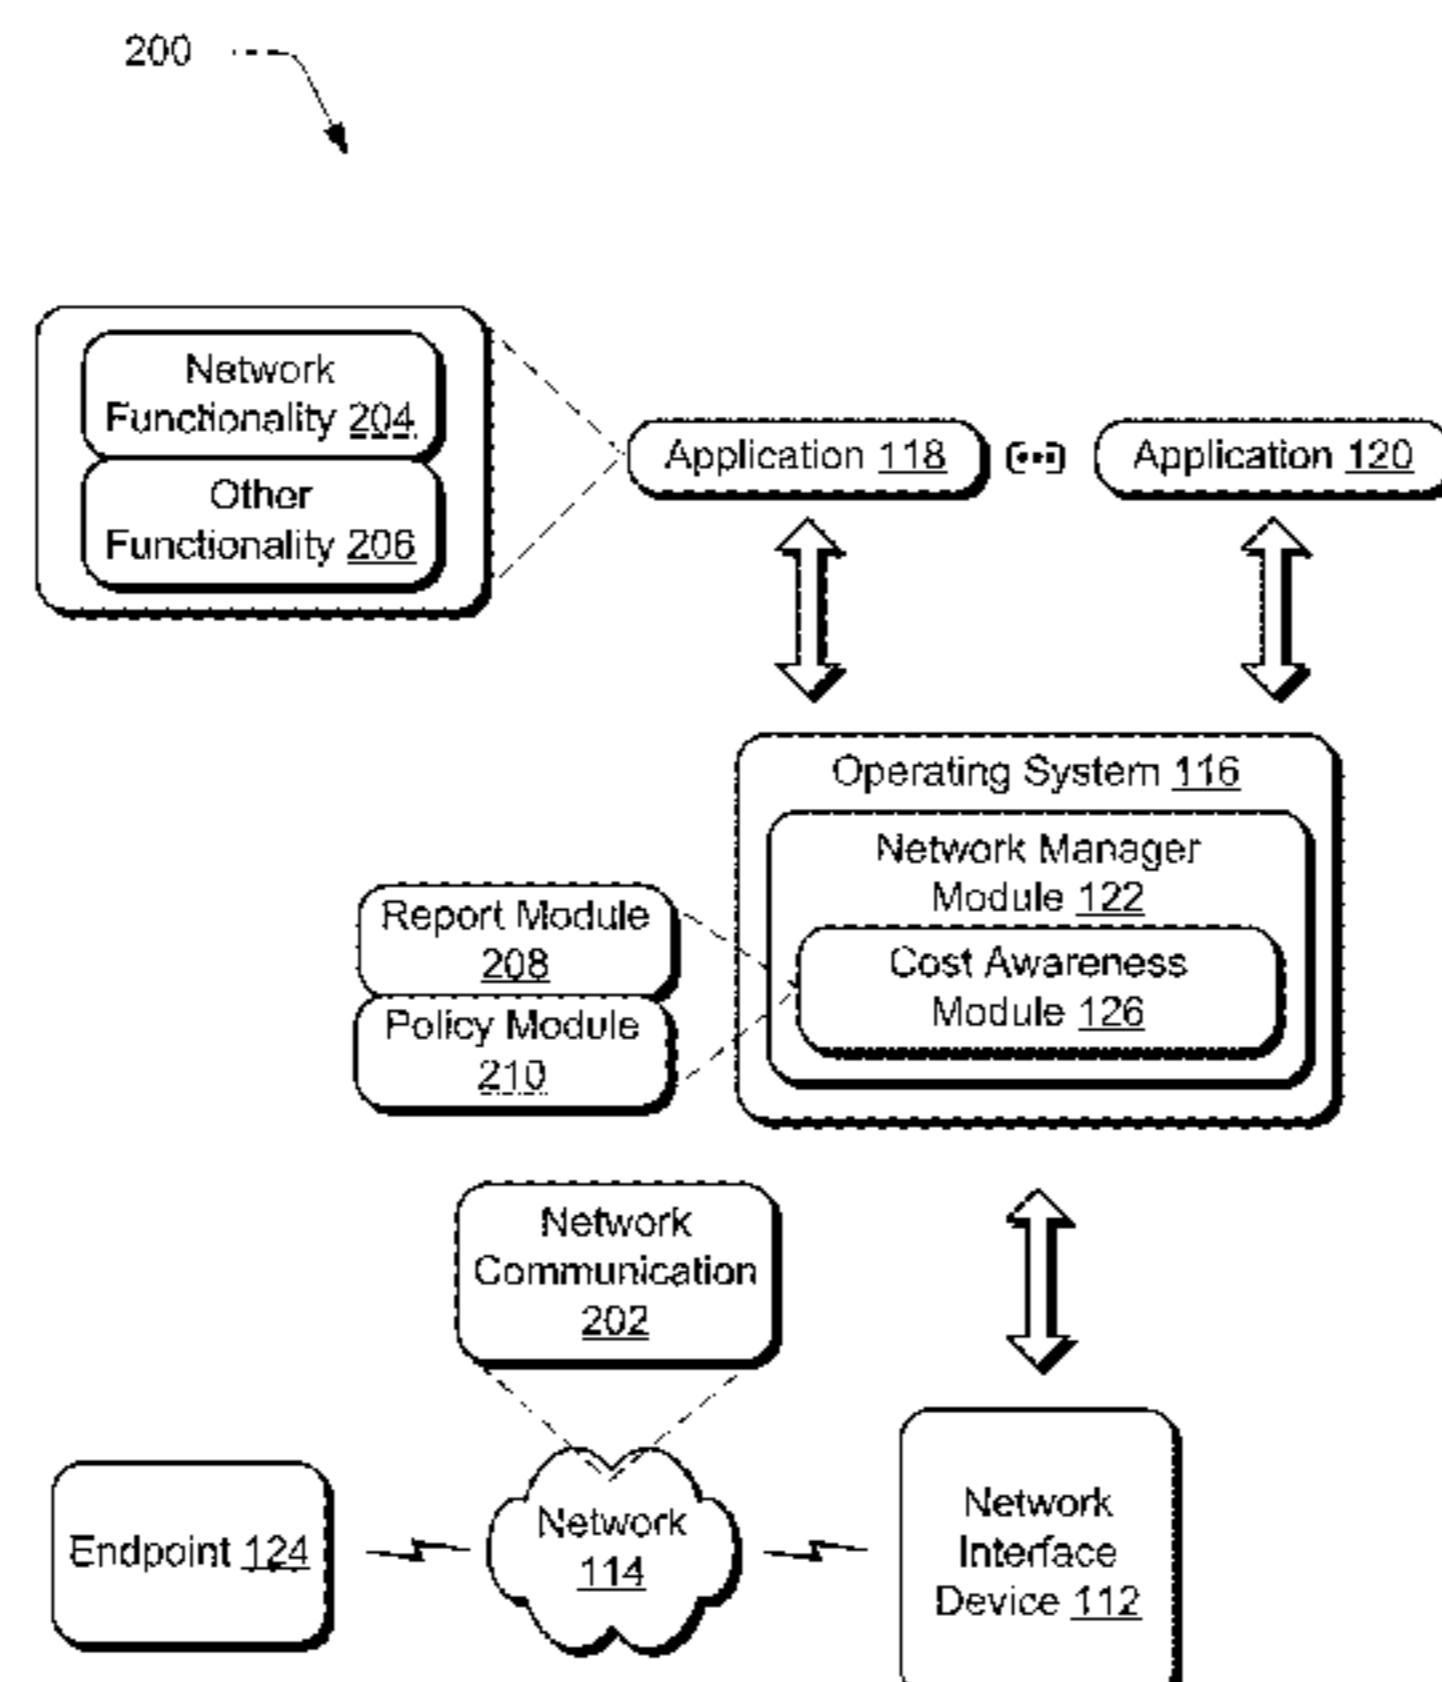 200
Network
Functionality 204
Other
Functionality 206
Application 118
Application 120
Operating System 116
Network Manager
Module 122
Cost Awareness
Module 126
Report Module
208
Policy Module
210
Network
Communication
202
Endpoint 124
Network
114
Network
Interface
Device 112